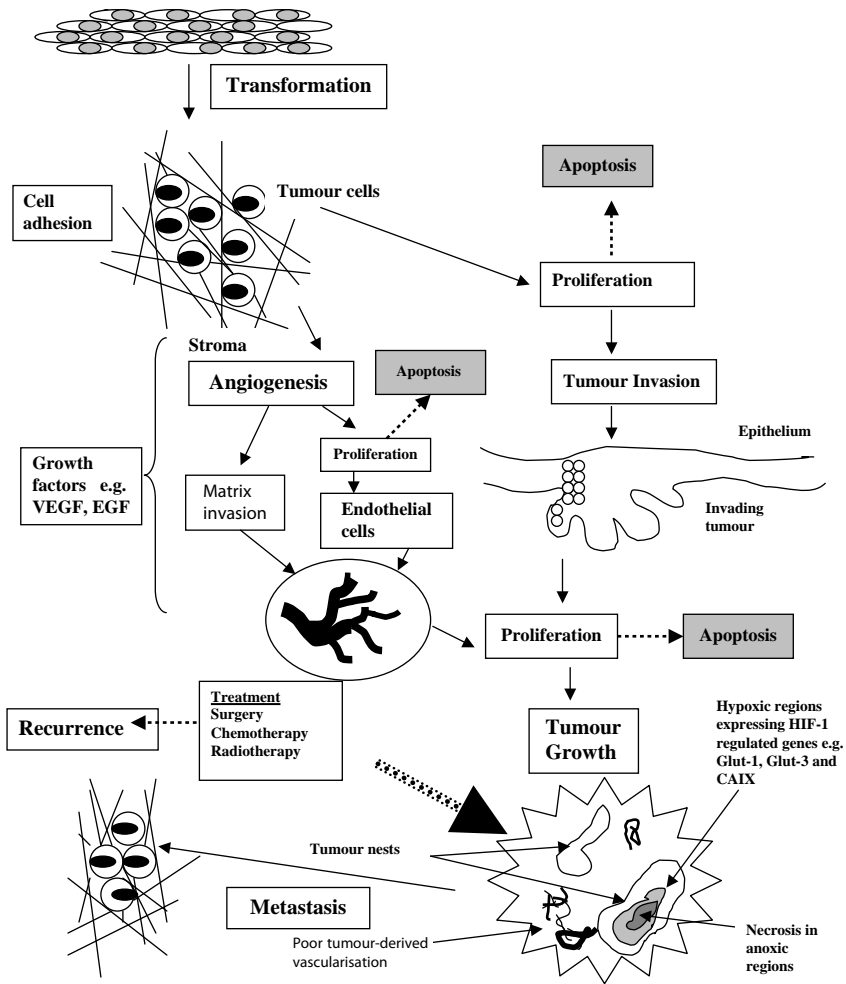 Transformation
Apoptosis
Cell
adhesion
Tumour cells
Proliferation
Stroma
Angiogenesis
Apoptosis
Tumour Invasion
Epithelium
Growth
factors e.g.
VEGF, EGF
Proliferation
Matrix
invasion
Endothelial
cells
Invading
tumour
Proliferation
Apoptosis
Treatment
Surgery
Chemotherapy
Radiotherapy
Recurrence
Tumour
Growth
Hypoxic regions
expressing HIF-1
regulated genes e.g.
Glut-1, Glut-3 and
CAIX
Tumour nests
Metastasis
Poor tumour-derived
vascularisation
Necrosis in
anoxic
regions